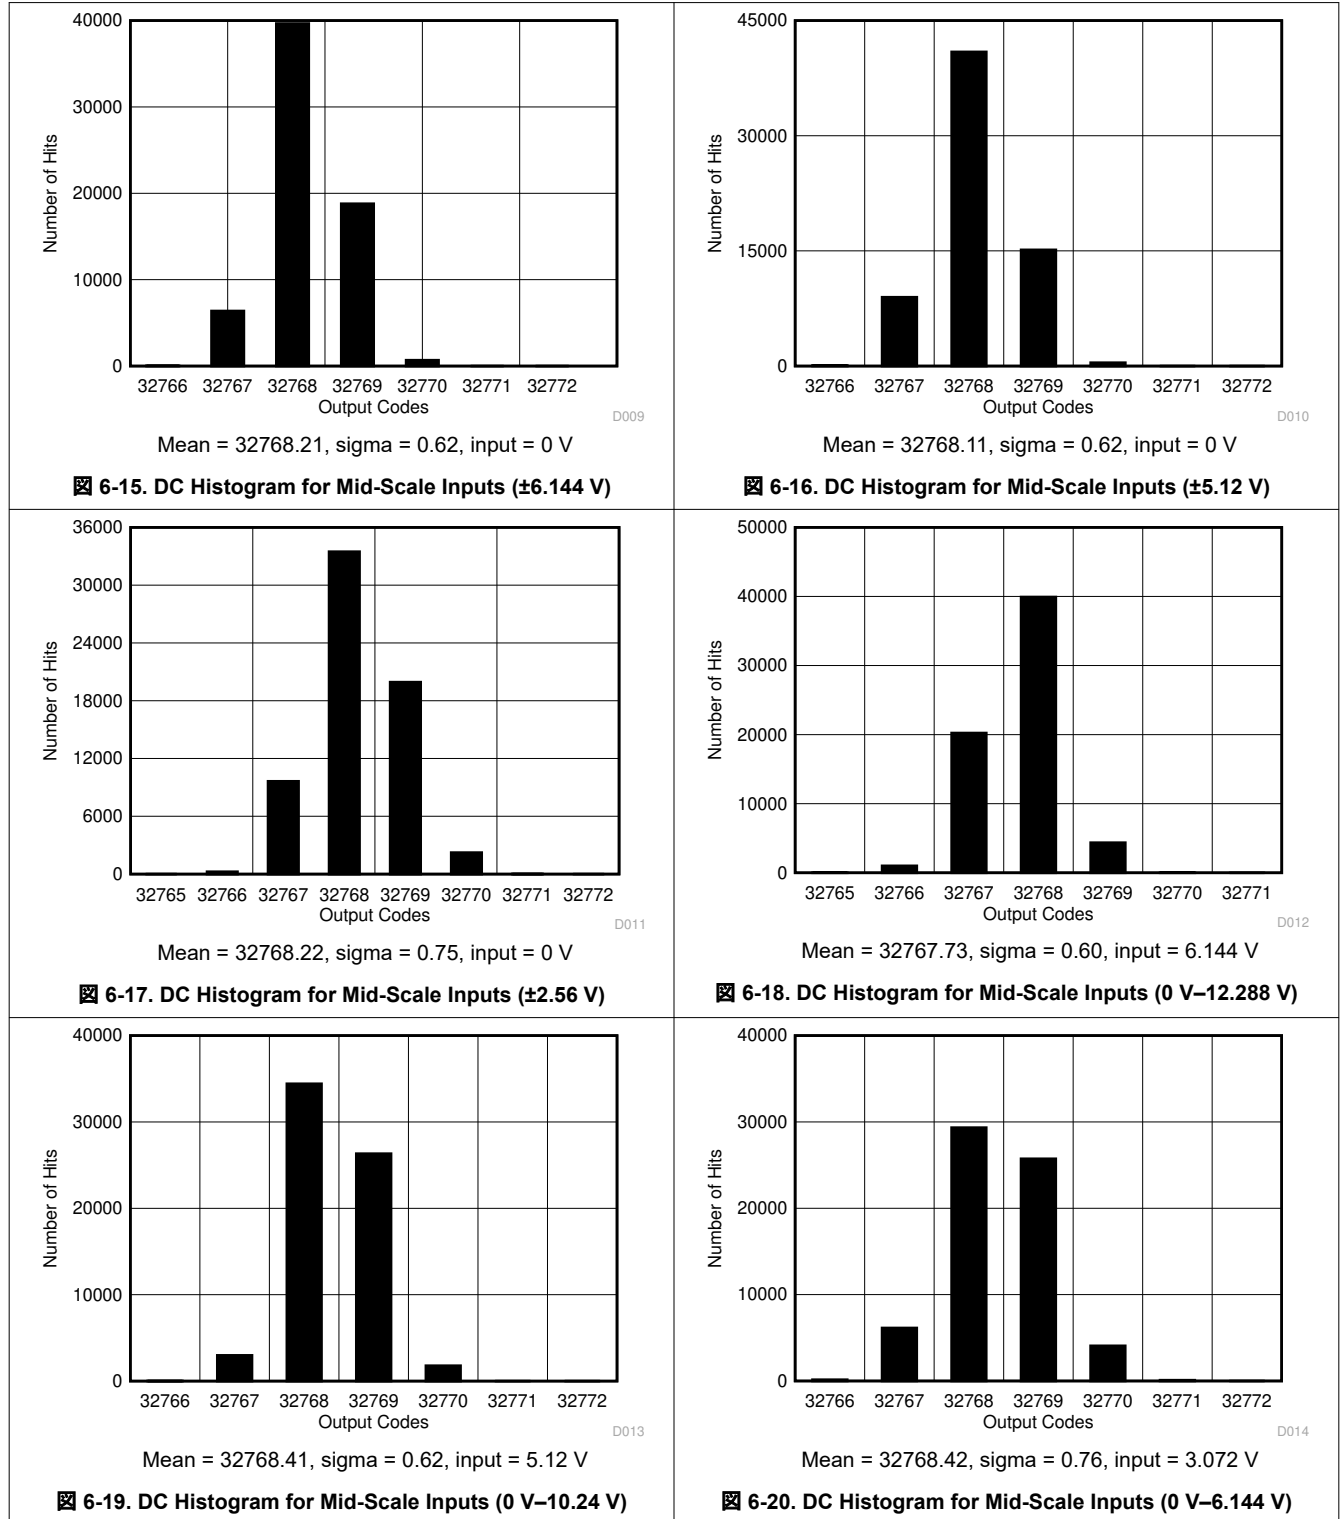 40000
30000
20000
10000
0
Number of Hits
32766 32767 32768 32769 32770 32771 32772
Output Codes
D009
Mean = 32768.21, sigma = 0.62, input = 0 V
図 6-15. DC Histogram for Mid-Scale Inputs (±6.144 V)
45000
30000
15000
0
Number of Hits
32766 32767 32768 32769 32770 32771 32772
Output Codes
D010
Mean = 32768.11, sigma = 0.62, input = 0 V
図 6-16. DC Histogram for Mid-Scale Inputs (±5.12 V)
36000
30000
24000
18000
12000
6000
0
Number of Hits
32765 32766 32767 32768 32769 32770 32771 32772
Output Codes
D011
Mean = 32768.22, sigma = 0.75, input = 0 V
図 6-17. DC Histogram for Mid-Scale Inputs (±2.56 V)
50000
40000
30000
20000
10000
0
Number of Hits
32765 32766 32767 32768 32769 32770 32771
Output Codes
D012
Mean = 32767.73, sigma = 0.60, input = 6.144 V
図 6-18. DC Histogram for Mid-Scale Inputs (0 V–12.288 V)
40000
30000
20000
10000
0
Number of Hits
32766 32767 32768 32769 32770 32771 32772
Output Codes
D013
Mean = 32768.41, sigma = 0.62, input = 5.12 V
図 6-19. DC Histogram for Mid-Scale Inputs (0 V–10.24 V)
40000
30000
20000
10000
0
Number of Hits
32766 32767 32768 32769 32770 32771 32772
Output Codes
D014
Mean = 32768.42, sigma = 0.76, input = 3.072 V
図 6-20. DC Histogram for Mid-Scale Inputs (0 V–6.144 V)